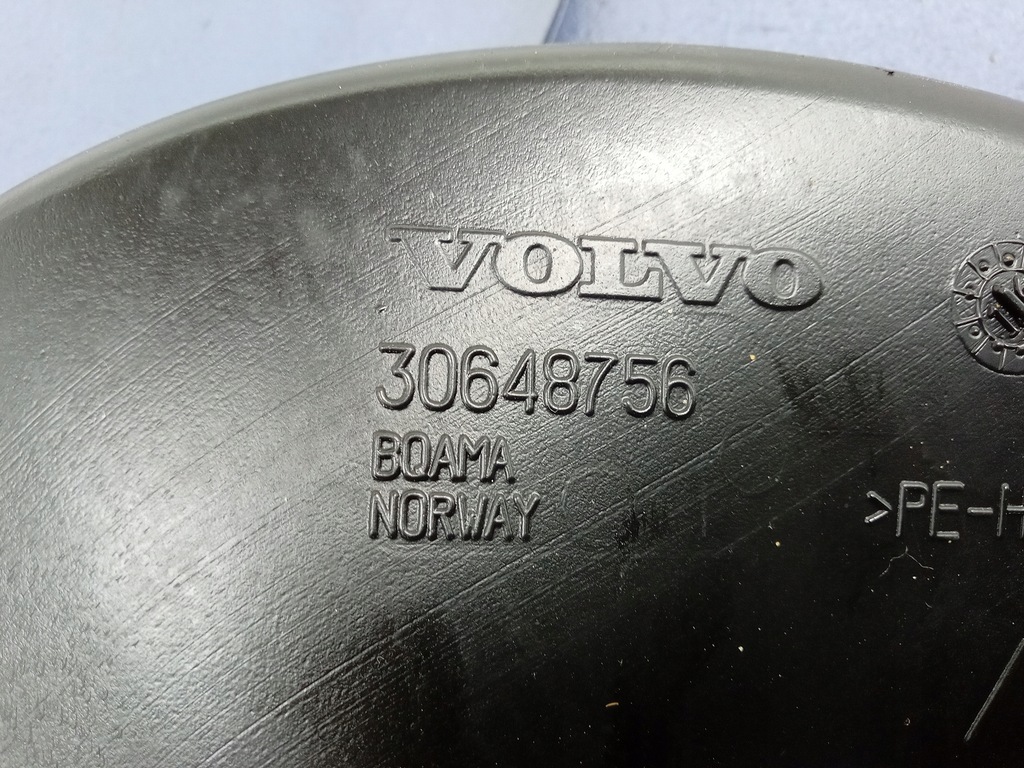 VOLVO
30648756
BQAMA
NORWAY
>PE-H